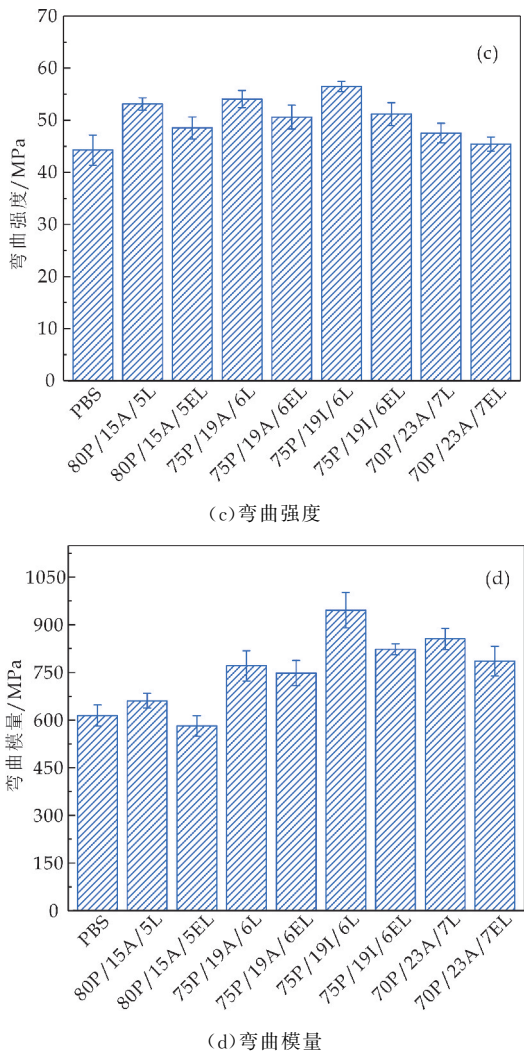 70
60
50
40
30
20
10
0
弯曲强度/MPa
(c)
PBS
80P/15A/5L
80P/15A/5EL
75P/19A/6L
75P/19A/6EL
75P/19I/6L
75P/19I/6EL
70P/23A/7L
70P/23A/7EL
(c)弯曲强度
1050
900
750
600
450
300
150
0
弯曲模量/MPa
(d)
PBS
80P/15A/5L
80P/15A/5EL
75P/19A/6L
75P/19A/6EL
75P/19I/6L
75P/19I/6EL
70P/23A/7L
70P/23A/7EL
(d)弯曲模量